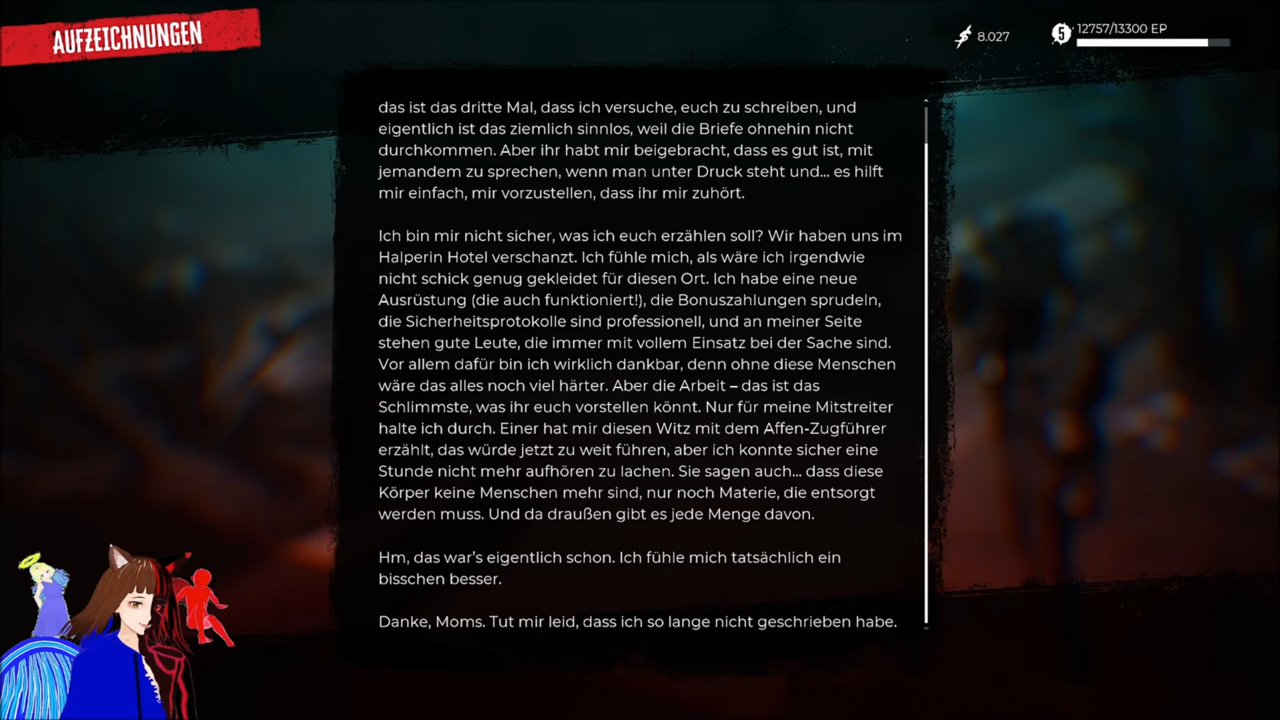 AUFZEICHNUNGEN
8.027
5
12757/13300 EP
das ist das dritte Mal, dass ich versuche, euch zu schreiben, und
eigentlich ist das ziemlich sinnlos, weil die Briefe ohnehin nicht
durchkommen. Aber ihr habt mir beigebracht, dass es gut ist, mit
jemandem zu sprechen, wenn man unter Druck steht und... es hilft
mir einfach, mir vorzustellen, dass ihr mir zuhört.
Ich bin mir nicht sicher, was ich euch erzählen soll? Wir haben uns im
Halperin Hotel verschanzt. Ich fühle mich, als wäre ich irgendwie
nicht schick genug gekleidet für diesen Ort. Ich habe eine neue
Ausrüstung (die auch funktioniert!), die Bonuszahlungen sprudeln,
die Sicherheitsprotokolle sind professionell, und an meiner Seite
stehen gute Leute, die immer mit vollem Einsatz bei der Sache sind.
Vor allem dafür bin ich wirklich dankbar, denn ohne diese Menschen
wäre das alles noch viel härter. Aber die Arbeit – das ist das
Schlimmste, was ihr euch vorstellen könnt. Nur für meine Mitstreiter
halte ich durch. Einer hat mir diesen Witz mit dem Affen-Zugführer
erzählt, das würde jetzt zu weit führen, aber ich konnte sicher eine
Stunde nicht mehr aufhören zu lachen. Sie sagen auch... dass diese
Körper keine Menschen mehr sind, nur noch Materie, die entsorgt
werden muss. Und da draußen gibt es jede Menge davon.
Hm, das war's eigentlich schon. Ich fühle mich tatsächlich ein
bisschen besser.
Danke, Moms. Tut mir leid, dass ich so lange nicht geschrieben habe.